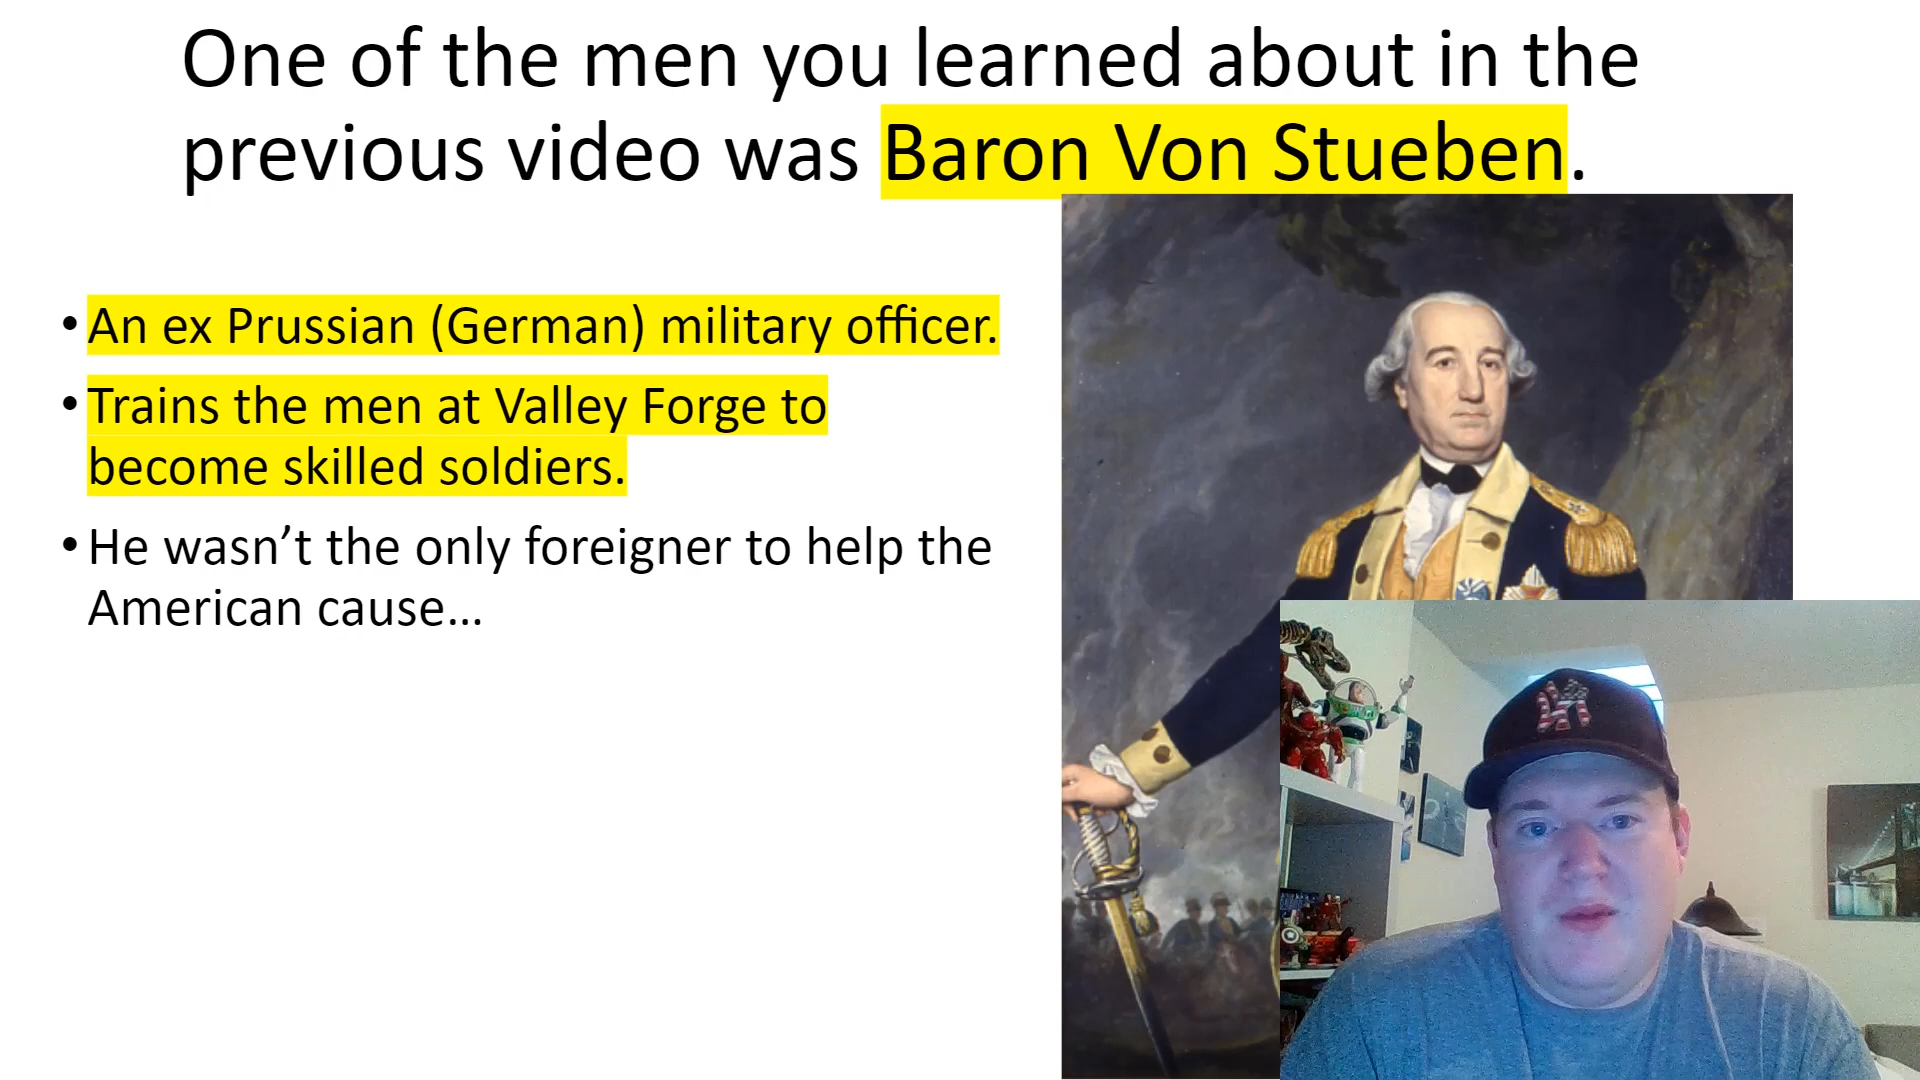 One of the men you learned about in the
previous video was Baron Von Stueben.
• An ex Prussian (German) military officer.
• Trains the men at Valley Forge to
become skilled soldiers.
• He wasn’t the only foreigner to help the
American cause…